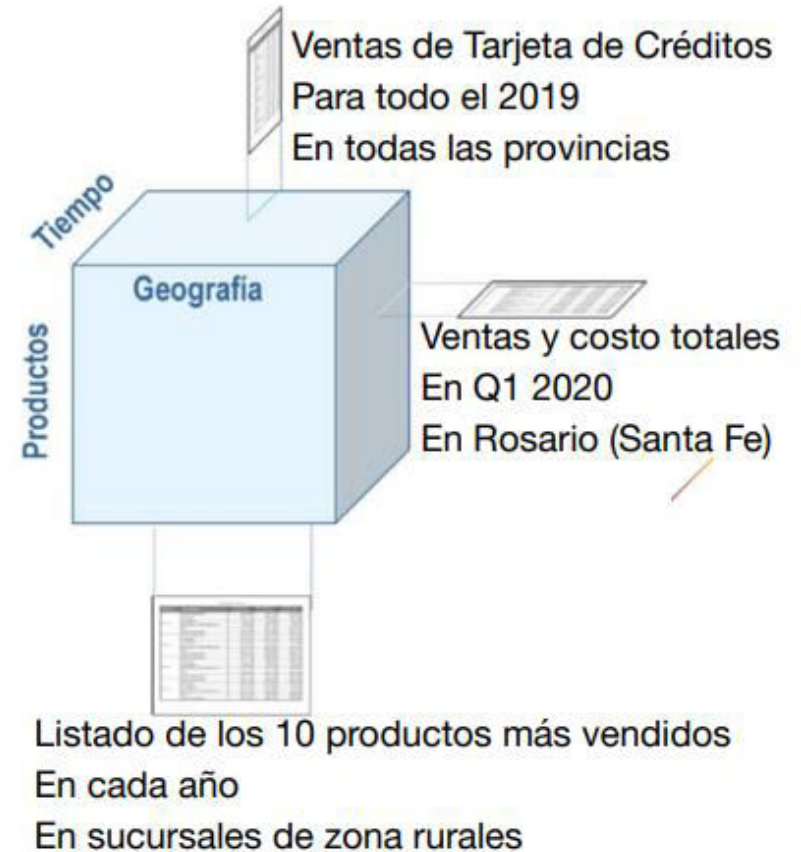 Ventas de Tarjeta de Créditos
Para todo el 2019
En todas las provincias
Tiempo
Geografía
Productos
Ventas y costo totales
En Q1 2020
En Rosario (Santa Fe)
Listado de los 10 productos más vendidos
En cada año
En sucursales de zona rurales